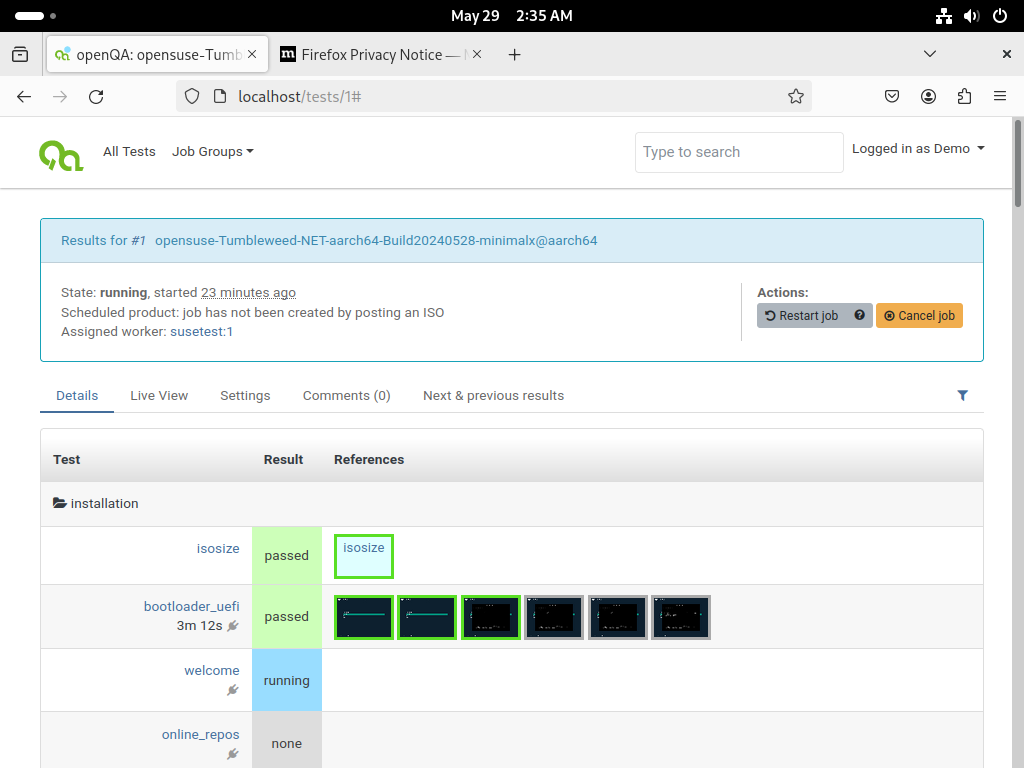 May 29 2:35 AM
openQA: opensuse-Tumb
Firefox Privacy Notice —
localhost/tests/1#
All Tests
Job Groups
Type to search
Logged in as Demo
Results for #1 opensuse-Tumbleweed-NET-aarch64-Build20240528-minimalx@aarch64
State: running, started 23 minutes ago
Scheduled product: job has not been created by posting an ISO
Assigned worker: susetest:1
Actions:
Restart job
Cancel job
Details
Live View
Settings
Comments (0)
Next & previous results
Test Result References
installation
isosize passed isosize
bootloader_uefi passed
3m 12s
welcome running
online_repos none